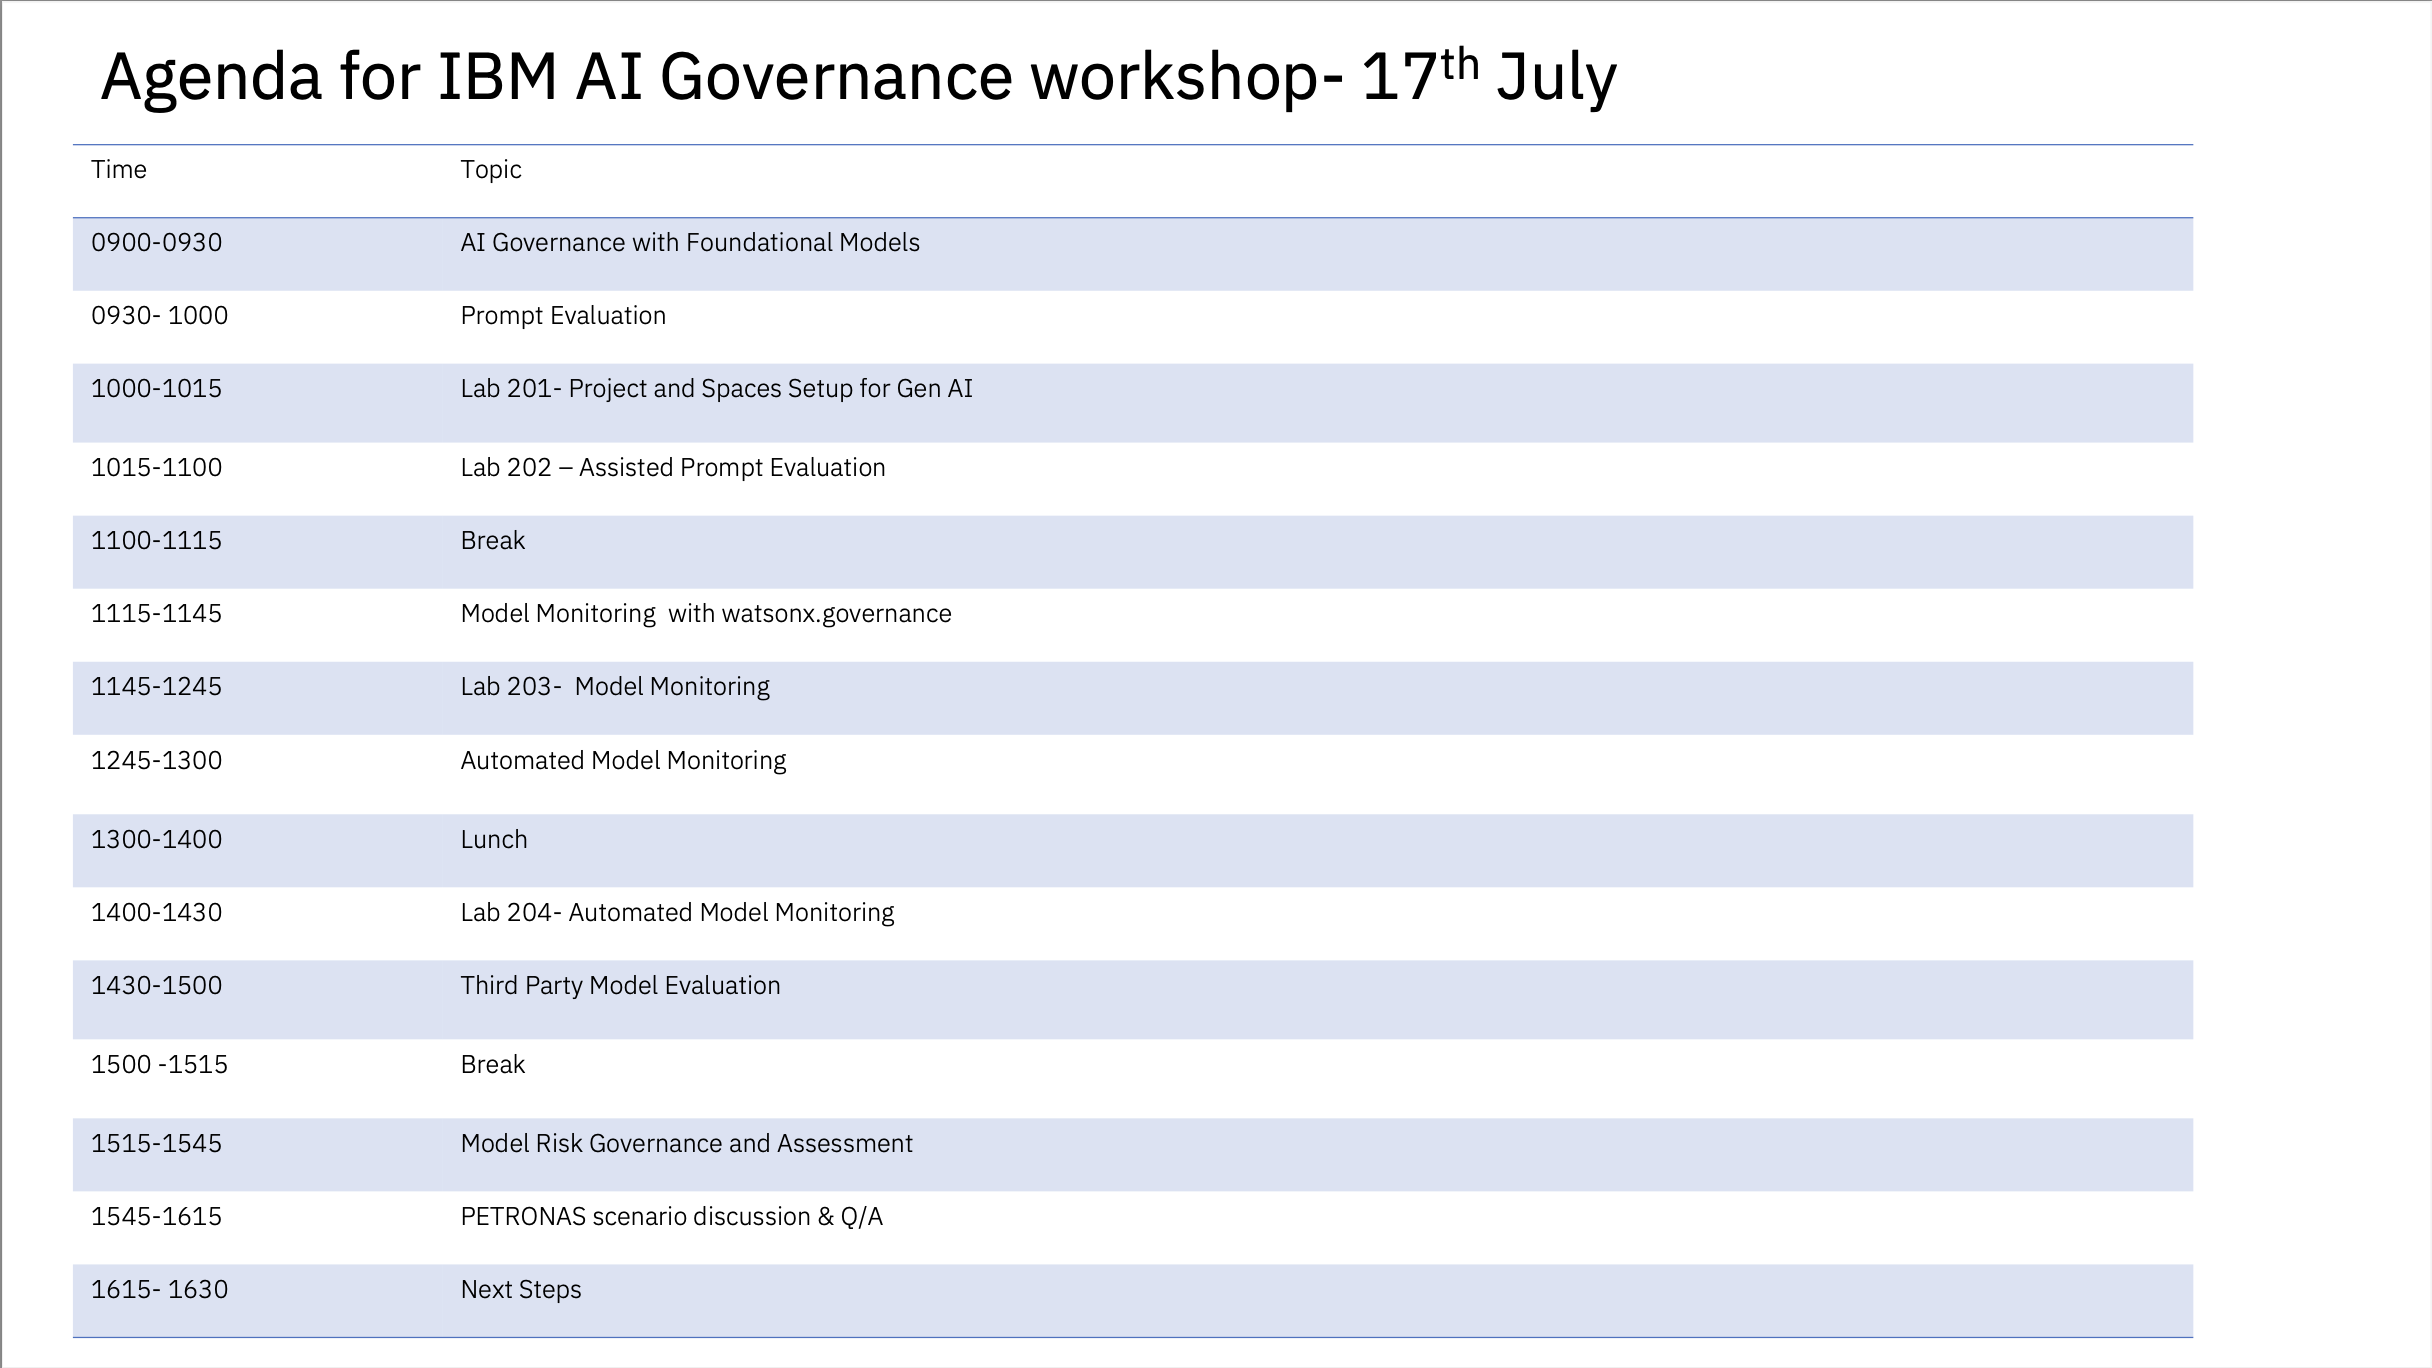 Agenda for IBM AI Governance workshop- 17th July
Time Topic
0900-0930 AI Governance with Foundational Models
0930- 1000 Prompt Evaluation
1000-1015 Lab 201- Project and Spaces Setup for Gen AI
1015-1100 Lab 202 – Assisted Prompt Evaluation
1100-1115 Break
1115-1145 Model Monitoring  with watsonx.governance
1145-1245 Lab 203-  Model Monitoring
1245-1300 Automated Model Monitoring
1300-1400 Lunch
1400-1430 Lab 204- Automated Model Monitoring
1430-1500 Third Party Model Evaluation
1500 -1515 Break
1515-1545 Model Risk Governance and Assessment
1545-1615 PETRONAS scenario discussion & Q/A
1615- 1630 Next Steps